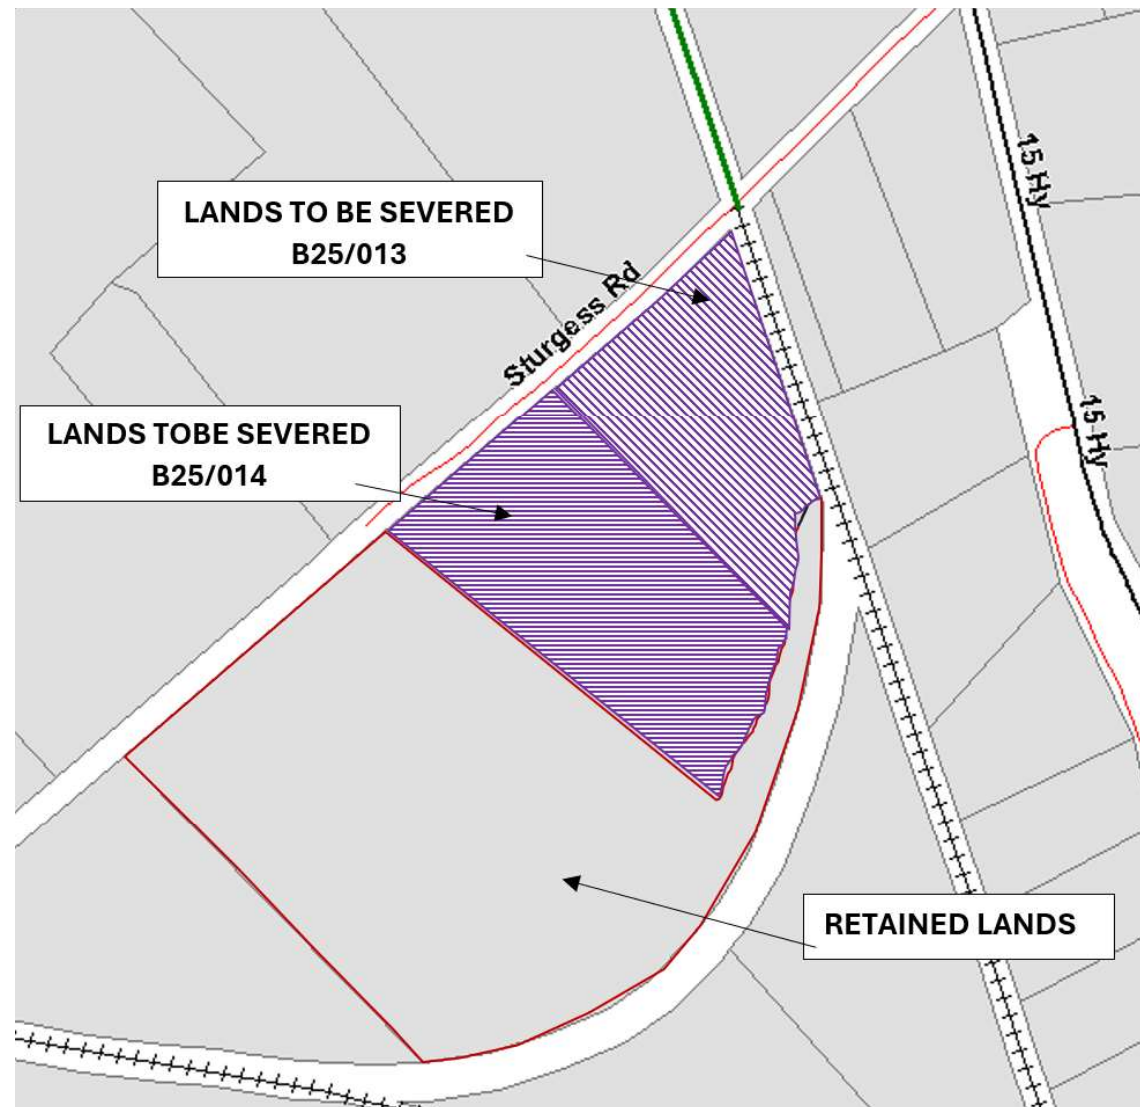 15 Hy
LANDS TO BE SEVERED
B25/013
Sturgess Rd
15 Hy
LANDS TOBE SEVERED
B25/014
RETAINED LANDS